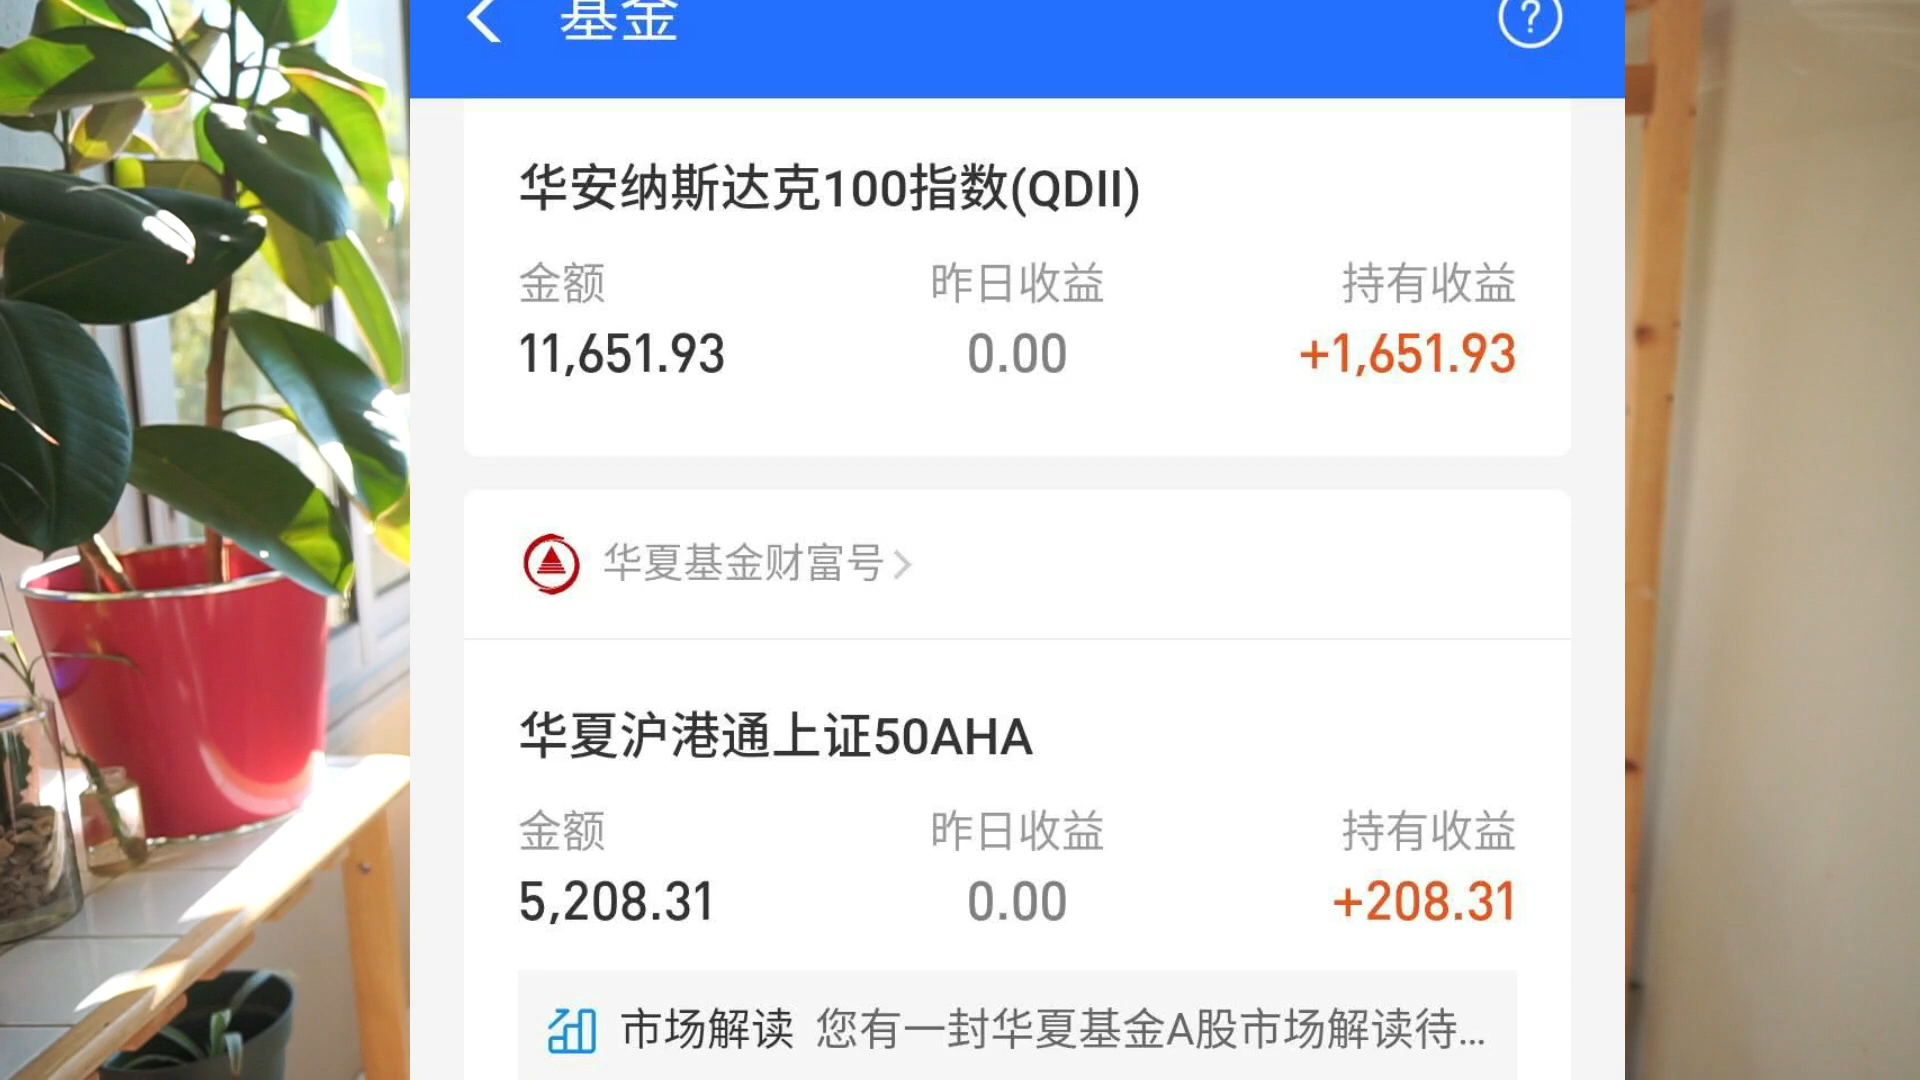 基金
华安纳斯达克100指数(QDII)
金额 昨日收益 持有收益
11,651.93 0.00 +1,651.93
华夏基金财富号
华夏沪港通上证50AHA
金额 昨日收益 持有收益
5,208.31 0.00 +208.31
市场解读 您有一封华夏基金A股市场解读待...